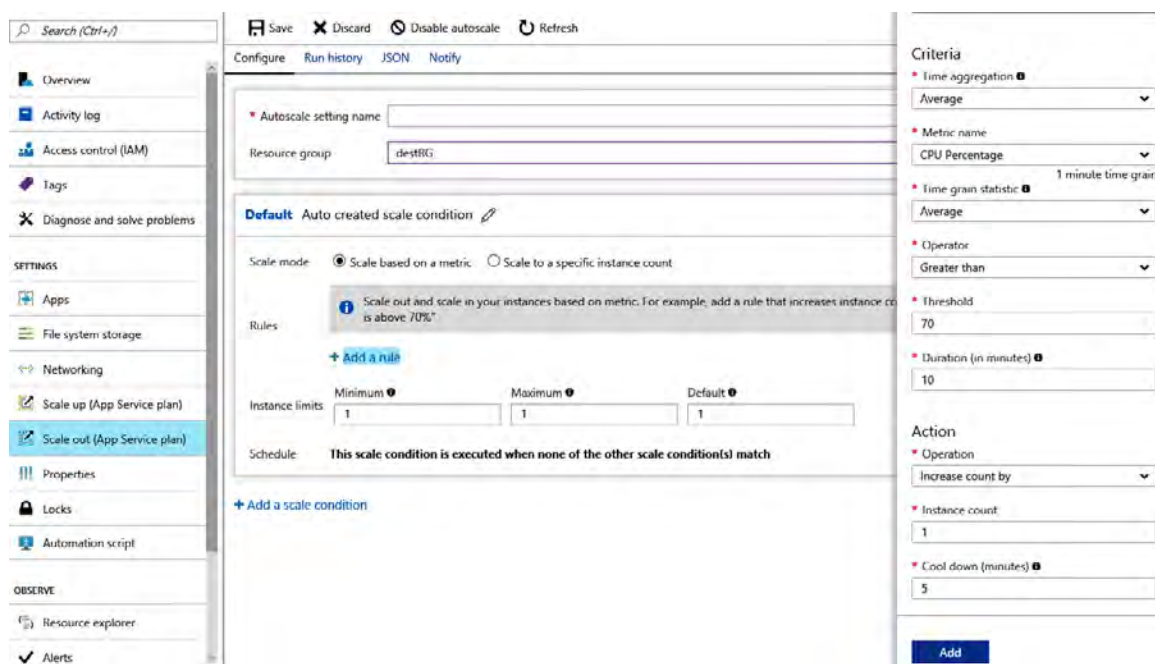 Search (Ctrl+/)
Overview
Activity log
Access control (IAM)
Tags
Diagnose and solve problems
SETTINGS
Apps
File system storage
Networking
Scale up (App Service plan)
Scale out (App Service plan)
Properties
Locks
Automation script
OBSERVE
Resource explorer
Alerts
Save Discard Disable autoscale Refresh
Configure Run history JSON Notify
* Autoscale setting name
Resource group destRG
Default Auto created scale condition
Scale mode Scale based on a metric Scale to a specific instance count
Rules
Scale out and scale in your instances based on metric. For example, add a rule that increases instance co
is above 70%"
+ Add a rule
Minimum Maximum Default
Instance limits 1 1 1
Schedule This scale condition is executed when none of the other scale condition(s) match
+ Add a scale condition
Criteria
* Time aggregation
Average
* Metric name
CPU Percentage
1 minute time grain
* Time grain statistic
Average
* Operator
Greater than
* Threshold
70
* Duration (in minutes)
10
Action
* Operation
Increase count by
* Instance count
1
* Cool down (minutes)
5
Add